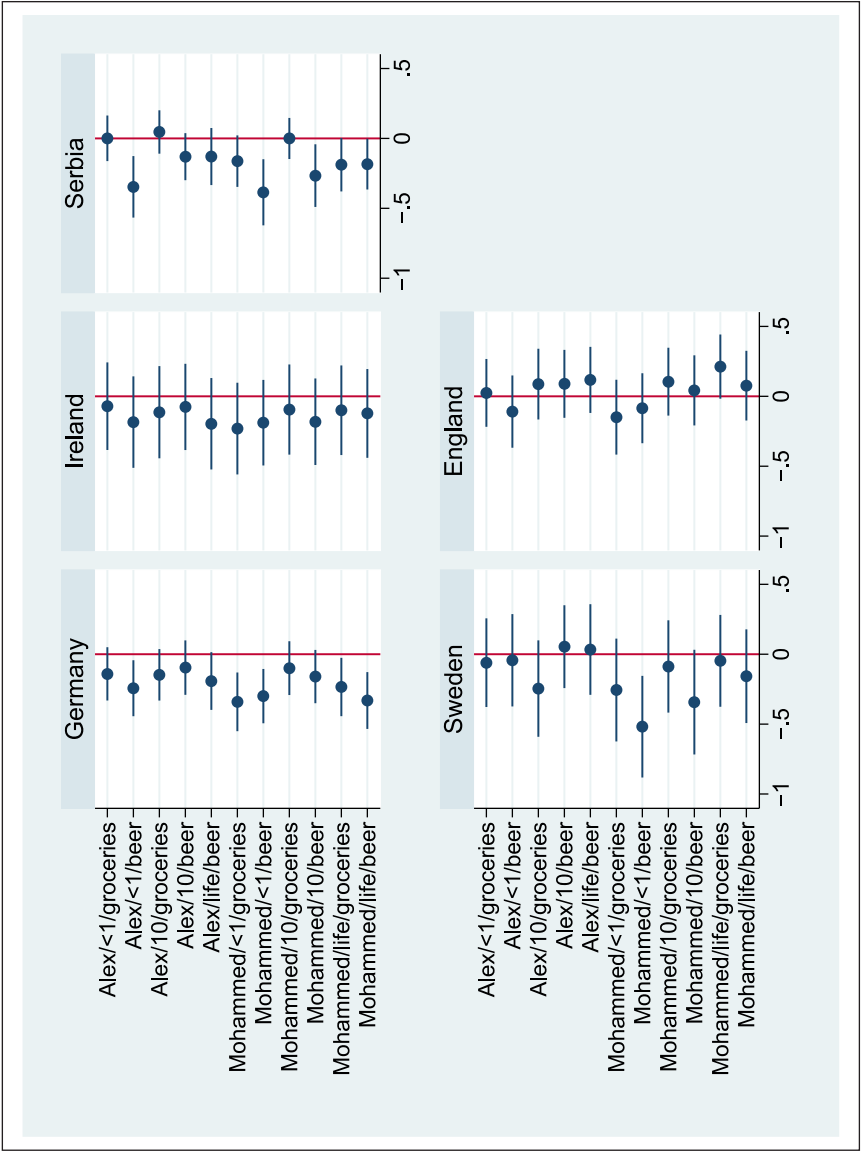 Germany
Ireland
Serbia
Alex/<1/groceries
Alex/<1/beer
Alex/10/groceries
Alex/10/beer
Alex/life/beer
Mohammed/<1/groceries
Mohammed/<1/beer
Mohammed/10/groceries
Mohammed/10/beer
Mohammed/life/groceries
Mohammed/life/beer
−1 −.5 0 .5
Sweden
England
Alex/<1/groceries
Alex/<1/beer
Alex/10/groceries
Alex/10/beer
Alex/life/beer
Mohammed/<1/groceries
Mohammed/<1/beer
Mohammed/10/groceries
Mohammed/10/beer
Mohammed/life/groceries
Mohammed/life/beer
−1 −.5 0 .5
−1 −.5 0 .5